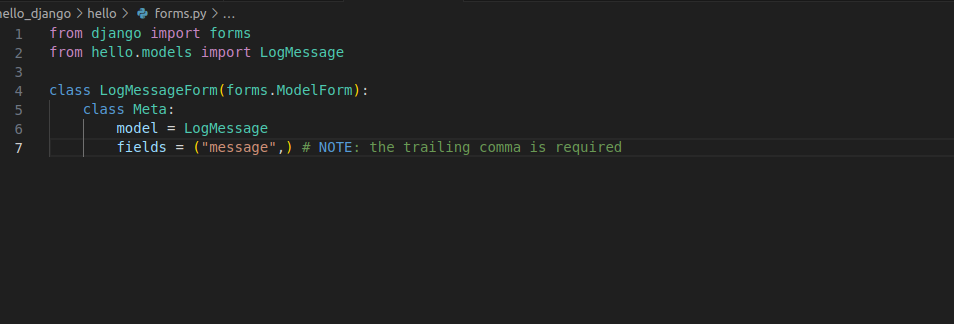 hello_django > hello > forms.py > ...
1 from django import forms
2 from hello.models import LogMessage
3
4 class LogMessageForm(forms.ModelForm):
5     class Meta:
6         model = LogMessage
7         fields = ("message",) # NOTE: the trailing comma is required